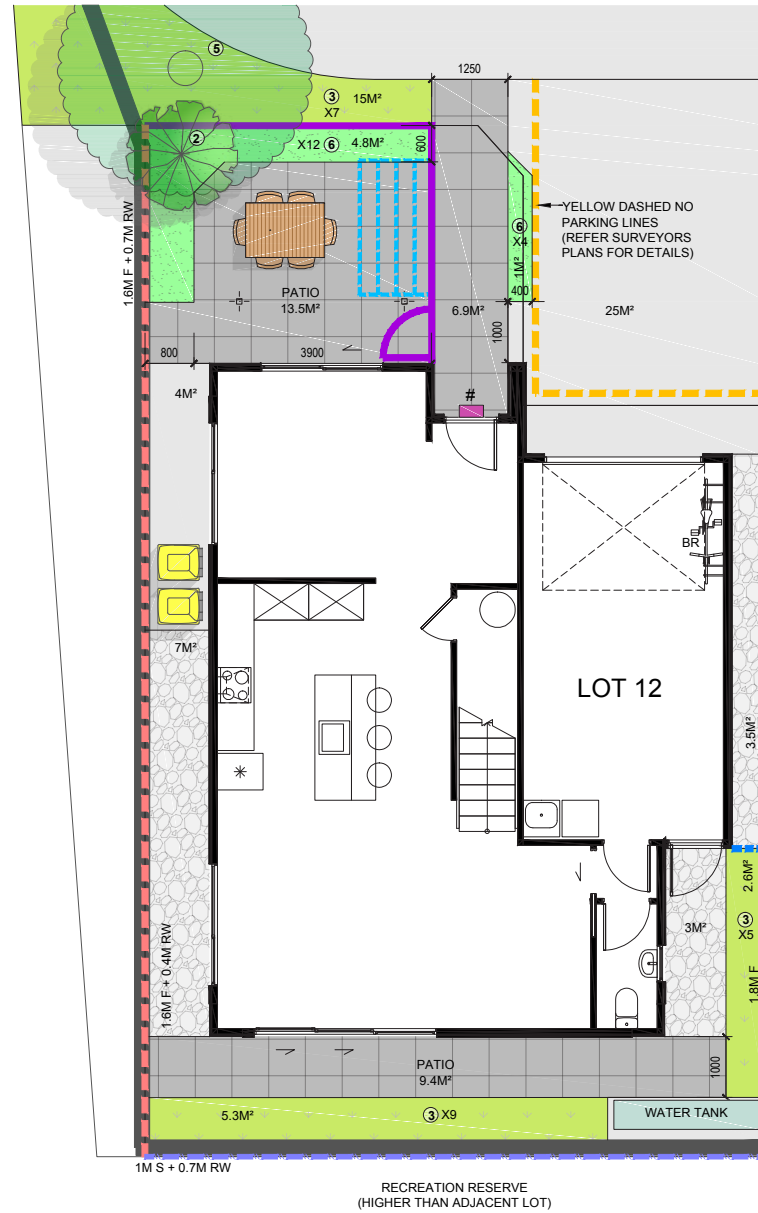 5
1250
3
15M²
X7
2
X12 6 4.8M²
600
YELLOW DASHED NO
PARKING LINES
(REFER SURVEYORS
PLANS FOR DETAILS)
6
X4
1M²
400
1.6M F + 0.7M RW
PATIO
13.5M²
6.9M²
25M²
1000
800
3900
4M²
#
BR
7M²
LOT 12
3.5M²
*
2.6M²
3
X5
3M²
1.8M F
1.6M F + 0.4M RW
PATIO
9.4M²
1000
5.3M²
3 X9
WATER TANK
1M S + 0.7M RW
RECREATION RESERVE
(HIGHER THAN ADJACENT LOT)